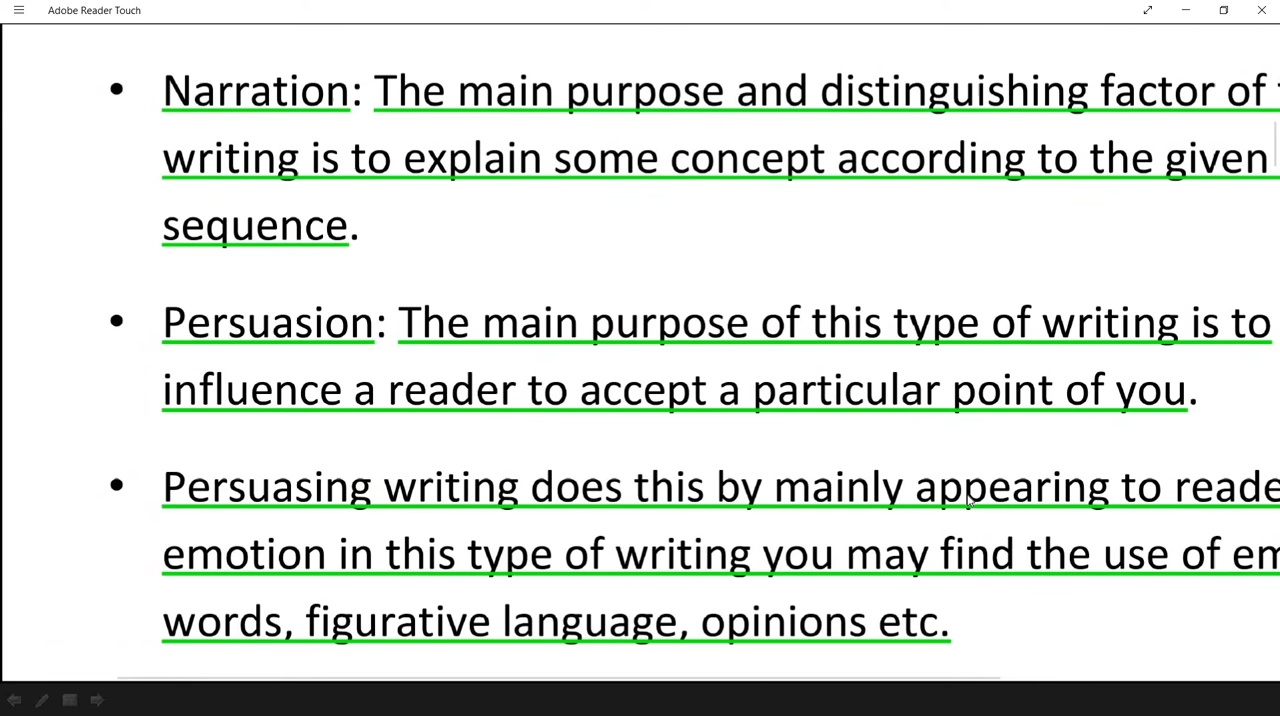 Adobe Reader Touch
• Narration: The main purpose and distinguishing factor of
writing is to explain some concept according to the given
sequence.
• Persuasion: The main purpose of this type of writing is to
influence a reader to accept a particular point of you.
• Persuasing writing does this by mainly appearing to
emotion in this type of writing you may find the use of
words, figurative language, opinions etc.